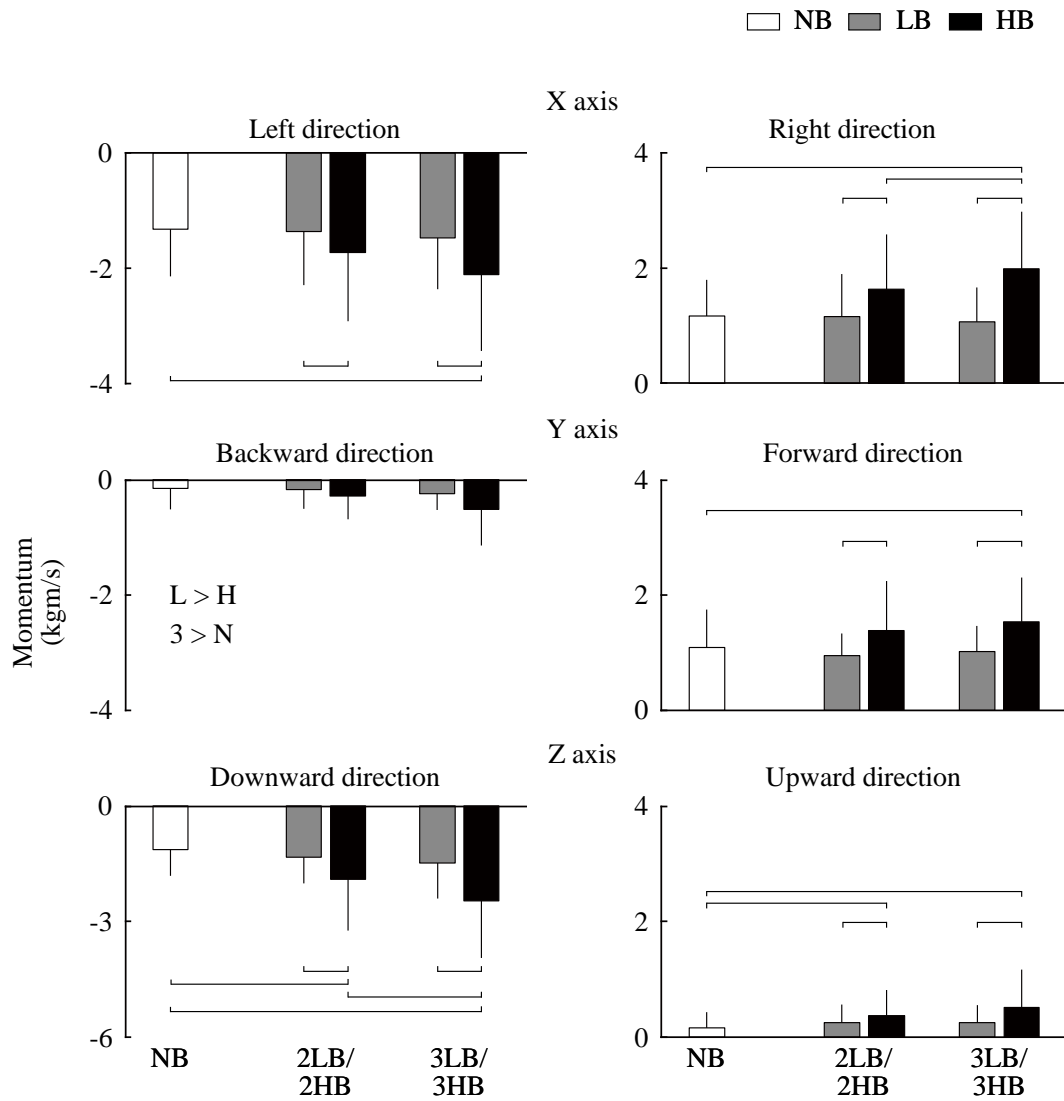 NB LB HB
X axis
Left direction
0
-2
-4
Right direction
4
2
0
Y axis
Backward direction
0
-2
-4
L > H
3 > N
Forward direction
4
2
0
Momentum
(kgm/s)
Z axis
Downward direction
0
-3
-6
NB
2LB/
2HB
3LB/
3HB
Upward direction
4
2
0
NB
2LB/
2HB
3LB/
3HB